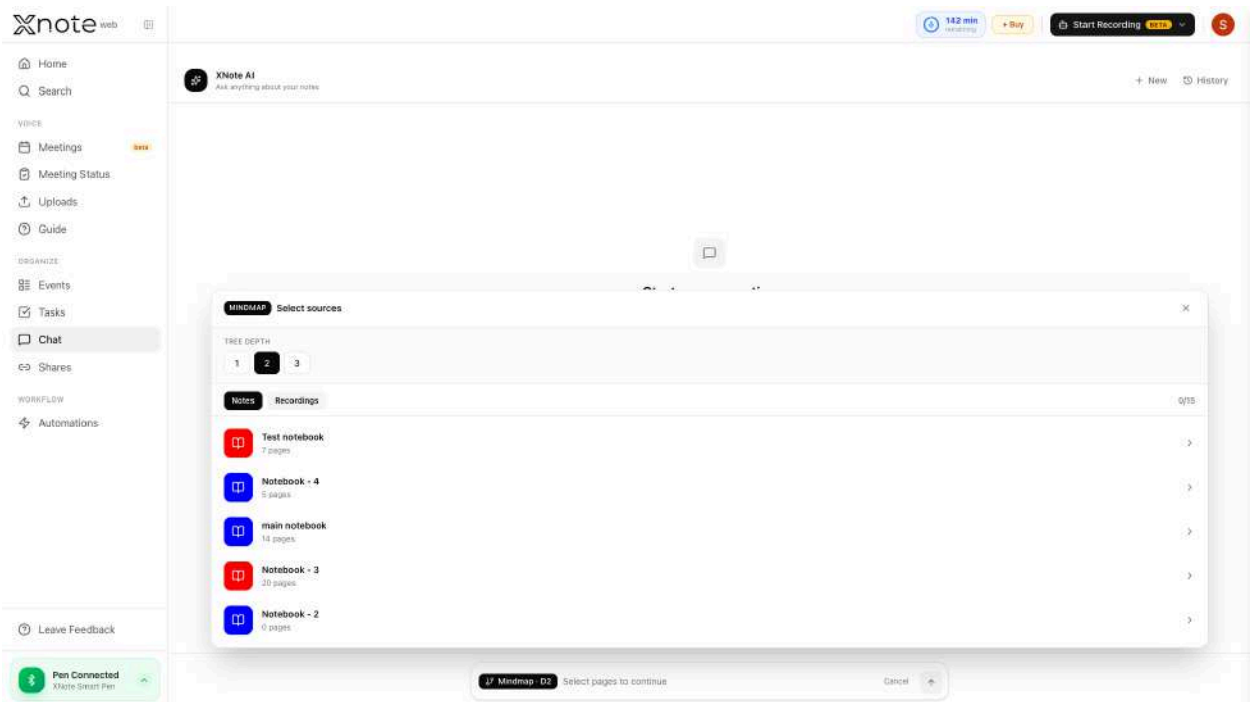 Xnote web
142 min
remaining
+ Buy
Start Recording BETA
S
Home
Search
XNote AI
Ask anything about your notes
+ New
History
VOICE
Meetings beta
Meeting Status
Uploads
Guide
ORGANIZE
Events
Tasks
Chat
Shares
WORKFLOW
Automations
MINDMAP Select sources
TREE DEPTH
1 2 3
Notes Recordings 0/15
Test notebook
7 pages
Notebook - 4
5 pages
main notebook
14 pages
Notebook - 3
20 pages
Notebook - 2
0 pages
Leave Feedback
Pen Connected
XNote Smart Pen
Mindmap · D2 Select pages to continue Cancel